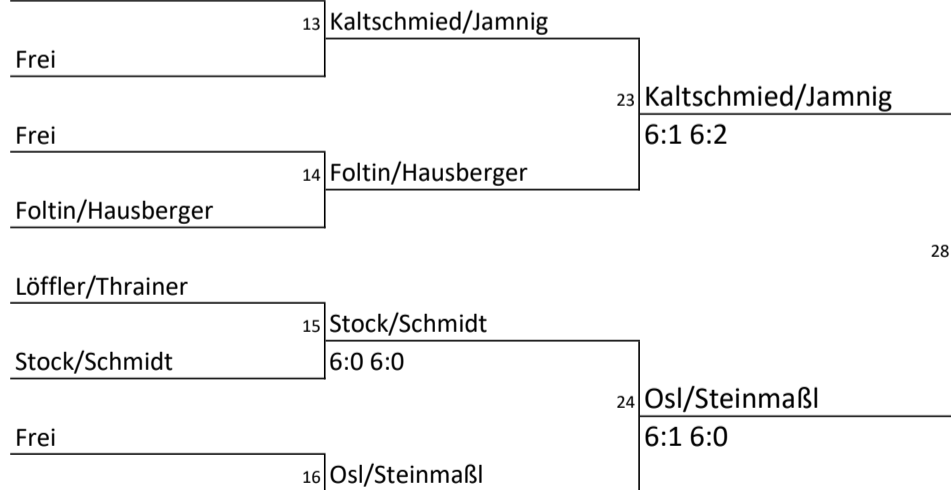 13 Kaltschmied/Jamnig
Frei
23 Kaltschmied/Jamnig
Frei
6:1 6:2
14 Foltin/Hausberger
Foltin/Hausberger
28
Löffler/Thrainer
15 Stock/Schmidt
Stock/Schmidt
6:0 6:0
24 Osl/Steinmaßl
Frei
6:1 6:0
16 Osl/Steinmaßl